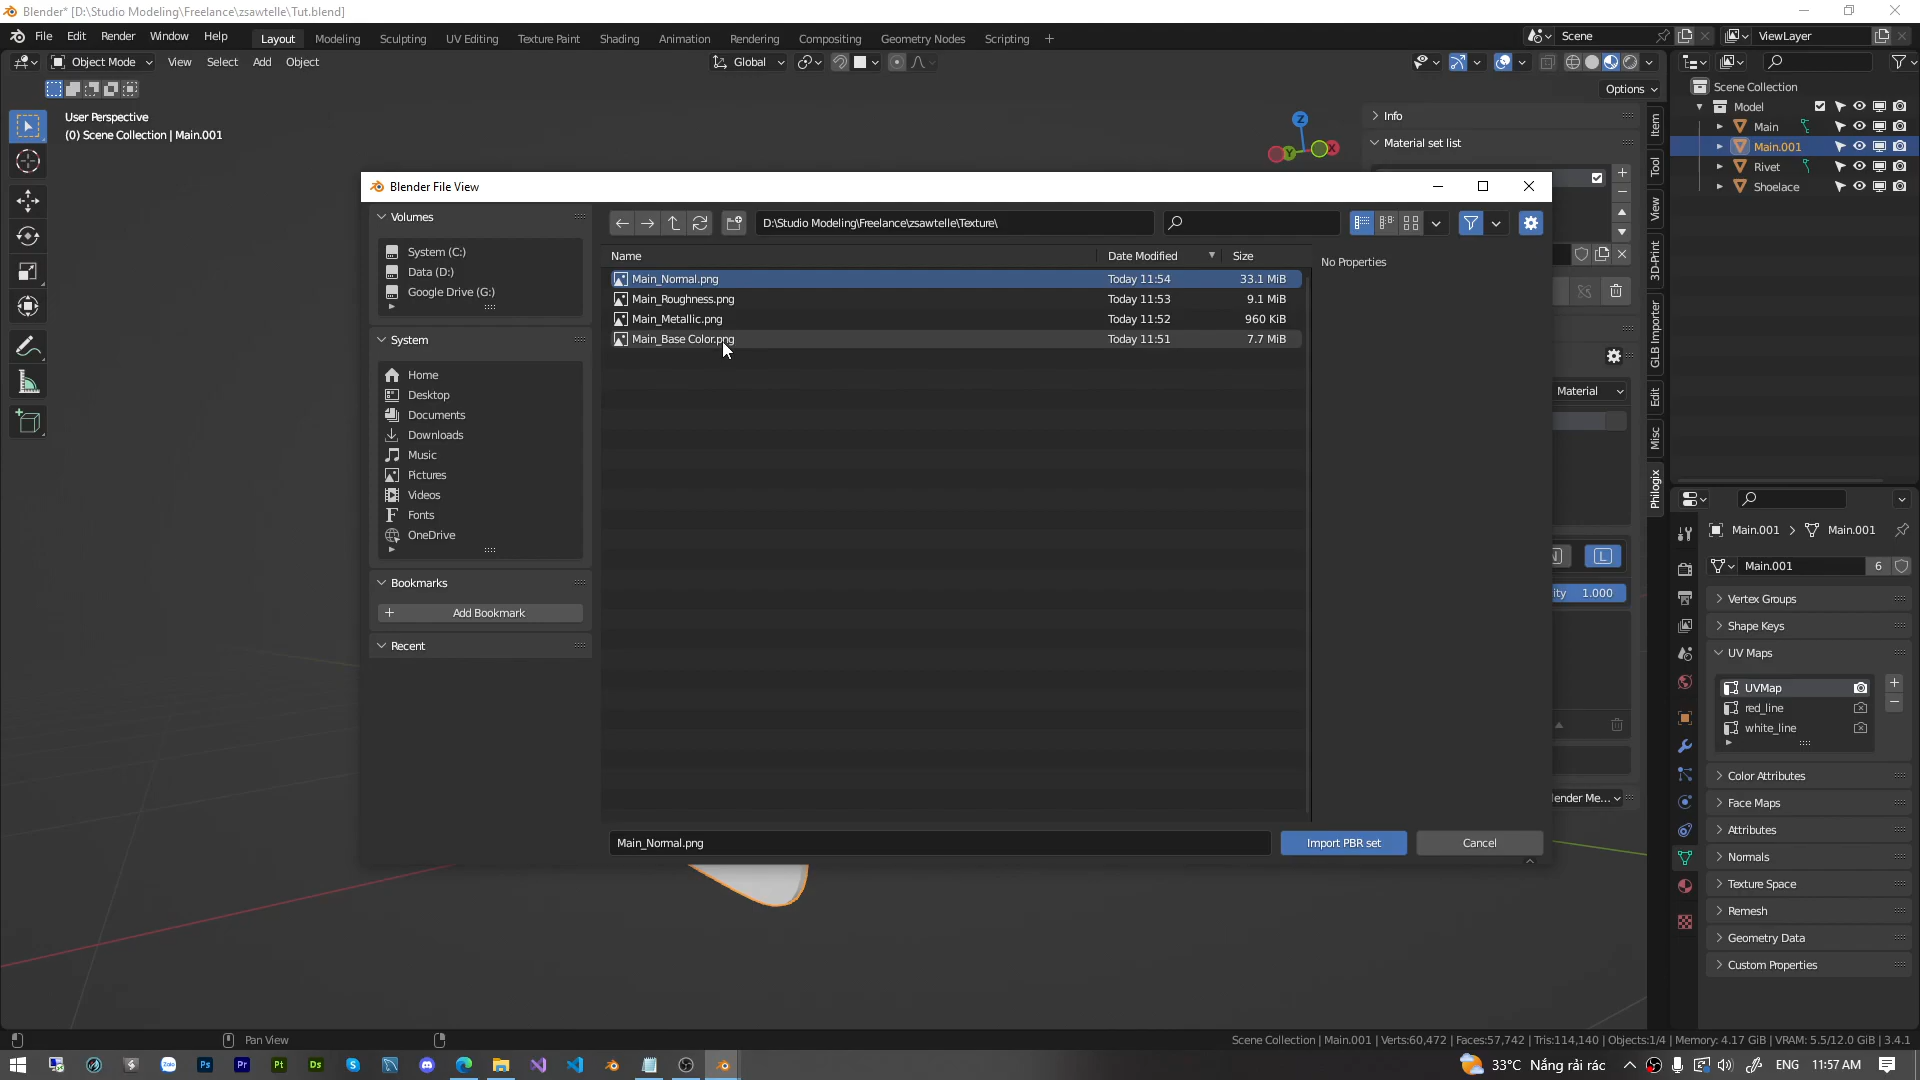 Blender* [D:\Studio Modeling\Freelance\zsawtelle\Tut.blend]
File Edit Render Window Help Layout Modeling Sculpting UV Editing Texture Paint Shading Animation Rendering Compositing Geometry Nodes Scripting + Scene ViewLayer
Object Mode View Select Add Object Global
Options
User Perspective
(0) Scene Collection | Main.001
Z Y X
Info
Material set list
Scene Collection
Model
Main
Main.001
Rivet
Shoelace
Item
Tool
View
3D-Print
GLB Importer
Edit
Misc
Philogix
Blender File View
Volumes
System (C:)
Data (D:)
Google Drive (G:)
System
Home
Desktop
Documents
Downloads
Music
Pictures
Videos
Fonts
OneDrive
Bookmarks
Add Bookmark
Recent
D:\Studio Modeling\Freelance\zsawtelle\Texture\
Name Date Modified Size
Main_Normal.png Today 11:54 33.1 MiB
Main_Roughness.png Today 11:53 9.1 MiB
Main_Metallic.png Today 11:52 960 KiB
Main_Base Color.png Today 11:51 7.7 MiB
No Properties
Main_Normal.png Import PBR set Cancel
Material
L
ity 1.000
lender Me...
Main.001 > Main.001
Main.001 6
Vertex Groups
Shape Keys
UV Maps
UVMap
red_line
white_line
Color Attributes
Face Maps
Attributes
Normals
Texture Space
Remesh
Geometry Data
Custom Properties
Pan View
Scene Collection | Main.001 | Verts:60,472 | Faces:57,742 | Tris:114,140 | Objects:1/4 | Memory: 4.17 GiB | VRAM: 5.5/12.0 GiB | 3.4.1
Zalo Ps Pr Pt Ds 33°C Nắng rải rác ENG 11:57 AM